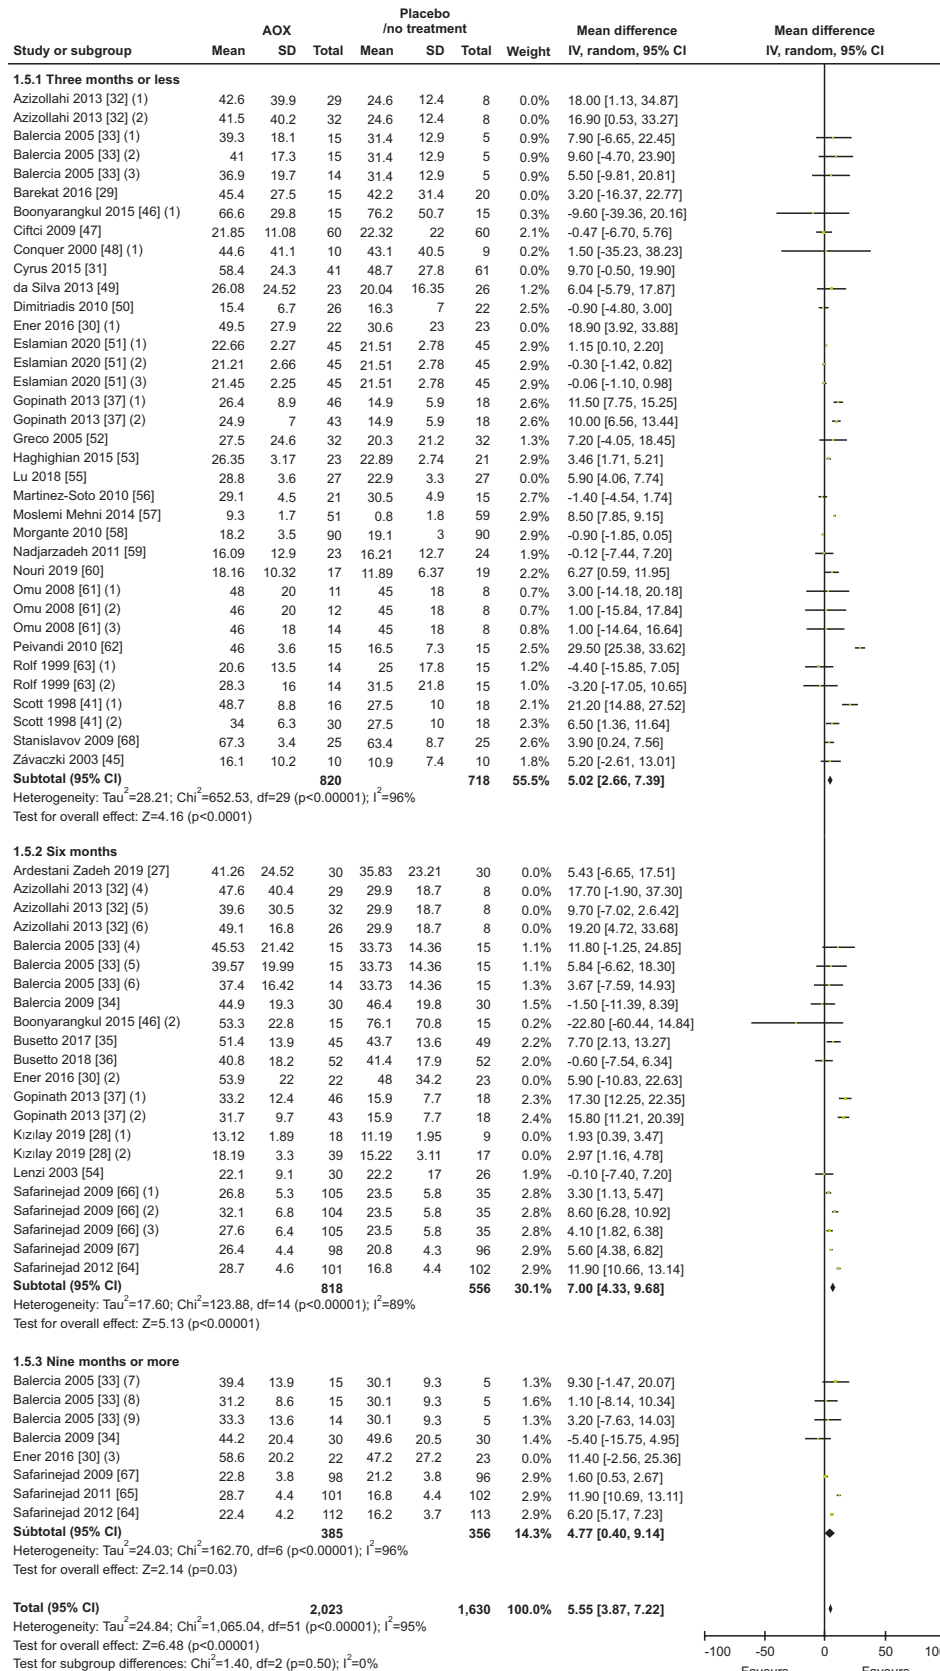 AOX Placebo /no treatment Mean difference Mean difference
Study or subgroup Mean SD Total Mean SD Total Weight IV, random, 95% CI IV, random, 95% CI
1.5.1 Three months or less
Azizollahi 2013 [32] (1) 42.6 39.9 29 24.6 12.4 8 0.0% 18.00 [1.13, 34.87]
Azizollahi 2013 [32] (2) 41.5 40.2 32 24.6 12.4 8 0.0% 16.90 [0.53, 33.27]
Balercia 2005 [33] (1) 39.3 18.1 15 31.4 12.9 5 0.9% 7.90 [-6.65, 22.45]
Balercia 2005 [33] (2) 41 17.3 15 31.4 12.9 5 0.9% 9.60 [-4.70, 23.90]
Balercia 2005 [33] (3) 36.9 19.7 14 31.4 12.9 5 0.9% 5.50 [-9.81, 20.81]
Barekat 2016 [29] 45.4 27.5 15 42.2 31.4 20 0.0% 3.20 [-16.37, 22.77]
Boonyarangkul 2015 [46] (1) 66.6 29.8 15 76.2 50.7 15 0.3% -9.60 [-39.36, 20.16]
Ciftci 2009 [47] 21.85 11.08 60 22.32 22 60 2.1% -0.47 [-6.70, 5.76]
Conquer 2000 [48] (1) 44.6 41.1 10 43.1 40.5 9 0.2% 1.50 [-35.23, 38.23]
Cyrus 2015 [31] 58.4 24.3 41 48.7 27.8 61 0.0% 9.70 [-0.50, 19.90]
da Silva 2013 [49] 26.08 24.52 23 20.04 16.35 26 1.2% 6.04 [-5.79, 17.87]
Dimitriadis 2010 [50] 15.4 6.7 26 16.3 7 22 2.5% -0.90 [-4.80, 3.00]
Ener 2016 [30] (1) 49.5 27.9 22 30.6 23 23 0.0% 18.90 [3.92, 33.88]
Eslamian 2020 [51] (1) 22.66 2.27 45 21.51 2.78 45 2.9% 1.15 [0.10, 2.20]
Eslamian 2020 [51] (2) 21.21 2.66 45 21.51 2.78 45 2.9% -0.30 [-1.42, 0.82]
Eslamian 2020 [51] (3) 21.45 2.25 45 21.51 2.78 45 2.9% -0.06 [-1.10, 0.98]
Gopinath 2013 [37] (1) 26.4 8.9 46 14.9 5.9 18 2.6% 11.50 [7.75, 15.25]
Gopinath 2013 [37] (2) 24.9 7 43 14.9 5.9 18 2.6% 10.00 [6.56, 13.44]
Greco 2005 [52] 27.5 24.6 32 20.3 21.2 32 1.3% 7.20 [-4.05, 18.45]
Haghighian 2015 [53] 26.35 3.17 23 22.89 2.74 21 2.9% 3.46 [1.71, 5.21]
Lu 2018 [55] 28.8 3.6 27 22.9 3.3 27 0.0% 5.90 [4.06, 7.74]
Martinez-Soto 2010 [56] 29.1 4.5 21 30.5 4.9 15 2.7% -1.40 [-4.54, 1.74]
Moslemi Mehni 2014 [57] 9.3 1.7 51 0.8 1.8 59 2.9% 8.50 [7.85, 9.15]
Morgante 2010 [58] 18.2 3.5 90 19.1 3 90 2.9% -0.90 [-1.85, 0.05]
Nadjarzadeh 2011 [59] 16.09 12.9 23 16.21 12.7 24 1.9% -0.12 [-7.44, 7.20]
Nouri 2019 [60] 18.16 10.32 17 11.89 6.37 19 2.2% 6.27 [0.59, 11.95]
Omu 2008 [61] (1) 48 20 11 45 18 8 0.7% 3.00 [-14.18, 20.18]
Omu 2008 [61] (2) 46 20 12 45 18 8 0.7% 1.00 [-15.84, 17.84]
Omu 2008 [61] (3) 46 18 14 45 18 8 0.8% 1.00 [-14.64, 16.64]
Peivandi 2010 [62] 46 3.6 15 16.5 7.3 15 2.5% 29.50 [25.38, 33.62]
Rolf 1999 [63] (1) 20.6 13.5 14 25 17.8 15 1.2% -4.40 [-15.85, 7.05]
Rolf 1999 [63] (2) 28.3 16 14 31.5 21.8 15 1.0% -3.20 [-17.05, 10.65]
Scott 1998 [41] (1) 48.7 8.8 16 27.5 10 18 2.1% 21.20 [14.88, 27.52]
Scott 1998 [41] (2) 34 6.3 30 27.5 10 18 2.3% 6.50 [1.36, 11.64]
Stanislavov 2009 [68] 67.3 3.4 25 63.4 8.7 25 2.6% 3.90 [0.24, 7.56]
Závaczki 2003 [45] 16.1 10.2 10 10.9 7.4 10 1.8% 5.20 [-2.61, 13.01]
Subtotal (95% CI) 820 718 55.5% 5.02 [2.66, 7.39]
Heterogeneity: Tau²=28.21; Chi²=652.53, df=29 (p<0.00001); I²=96%
Test for overall effect: Z=4.16 (p<0.0001)
1.5.2 Six months
Ardestani Zadeh 2019 [27] 41.26 24.52 30 35.83 23.21 30 0.0% 5.43 [-6.65, 17.51]
Azizollahi 2013 [32] (4) 47.6 40.4 29 29.9 18.7 8 0.0% 17.70 [-1.90, 37.30]
Azizollahi 2013 [32] (5) 39.6 30.5 32 29.9 18.7 8 0.0% 9.70 [-7.02, 2.6.42]
Azizollahi 2013 [32] (6) 49.1 16.8 26 29.9 18.7 8 0.0% 19.20 [4.72, 33.68]
Balercia 2005 [33] (4) 45.53 21.42 15 33.73 14.36 15 1.1% 11.80 [-1.25, 24.85]
Balercia 2005 [33] (5) 39.57 19.99 15 33.73 14.36 15 1.1% 5.84 [-6.62, 18.30]
Balercia 2005 [33] (6) 37.4 16.42 14 33.73 14.36 15 1.3% 3.67 [-7.59, 14.93]
Balercia 2009 [34] 44.9 19.3 30 46.4 19.8 30 1.5% -1.50 [-11.39, 8.39]
Boonyarangkul 2015 [46] (2) 53.3 22.8 15 76.1 70.8 15 0.2% -22.80 [-60.44, 14.84]
Busetto 2017 [35] 51.4 13.9 45 43.7 13.6 49 2.2% 7.70 [2.13, 13.27]
Busetto 2018 [36] 40.8 18.2 52 41.4 17.9 52 2.0% -0.60 [-7.54, 6.34]
Ener 2016 [30] (2) 53.9 22 22 48 34.2 23 0.0% 5.90 [-10.83, 22.63]
Gopinath 2013 [37] (1) 33.2 12.4 46 15.9 7.7 18 2.3% 17.30 [12.25, 22.35]
Gopinath 2013 [37] (2) 31.7 9.7 43 15.9 7.7 18 2.4% 15.80 [11.21, 20.39]
Kızılay 2019 [28] (1) 13.12 1.89 18 11.19 1.95 9 0.0% 1.93 [0.39, 3.47]
Kızılay 2019 [28] (2) 18.19 3.3 39 15.22 3.11 17 0.0% 2.97 [1.16, 4.78]
Lenzi 2003 [54] 22.1 9.1 30 22.2 17 26 1.9% -0.10 [-7.40, 7.20]
Safarinejad 2009 [66] (1) 26.8 5.3 105 23.5 5.8 35 2.8% 3.30 [1.13, 5.47]
Safarinejad 2009 [66] (2) 32.1 6.8 104 23.5 5.8 35 2.8% 8.60 [6.28, 10.92]
Safarinejad 2009 [66] (3) 27.6 6.4 105 23.5 5.8 35 2.8% 4.10 [1.82, 6.38]
Safarinejad 2009 [67] 26.4 4.4 98 20.8 4.3 96 2.9% 5.60 [4.38, 6.82]
Safarinejad 2012 [64] 28.7 4.6 101 16.8 4.4 102 2.9% 11.90 [10.66, 13.14]
Subtotal (95% CI) 818 556 30.1% 7.00 [4.33, 9.68]
Heterogeneity: Tau²=17.60; Chi²=123.88, df=14 (p<0.00001); I²=89%
Test for overall effect: Z=5.13 (p<0.00001)
1.5.3 Nine months or more
Balercia 2005 [33] (7) 39.4 13.9 15 30.1 9.3 5 1.3% 9.30 [-1.47, 20.07]
Balercia 2005 [33] (8) 31.2 8.6 15 30.1 9.3 5 1.6% 1.10 [-8.14, 10.34]
Balercia 2005 [33] (9) 33.3 13.6 14 30.1 9.3 5 1.3% 3.20 [-7.63, 14.03]
Balercia 2009 [34] 44.2 20.4 30 49.6 20.5 30 1.4% -5.40 [-15.75, 4.95]
Ener 2016 [30] (3) 58.6 20.2 22 47.2 27.2 23 0.0% 11.40 [-2.56, 25.36]
Safarinejad 2009 [67] 22.8 3.8 98 21.2 3.8 96 2.9% 1.60 [0.53, 2.67]
Safarinejad 2011 [65] 28.7 4.4 101 16.8 4.4 102 2.9% 11.90 [10.69, 13.11]
Safarinejad 2012 [64] 22.4 4.2 112 16.2 3.7 113 2.9% 6.20 [5.17, 7.23]
Súbtotal (95% CI) 385 356 14.3% 4.77 [0.40, 9.14]
Heterogeneity: Tau²=24.03; Chi²=162.70, df=6 (p<0.00001); I²=96%
Test for overall effect: Z=2.14 (p=0.03)
Total (95% CI) 2,023 1,630 100.0% 5.55 [3.87, 7.22]
Heterogeneity: Tau²=24.84; Chi²=1,065.04, df=51 (p<0.00001); I²=95%
Test for overall effect: Z=6.48 (p<0.00001)
Test for subgroup differences: Chi²=1.40, df=2 (p=0.50); I²=0%
-100 -50 0 50 100